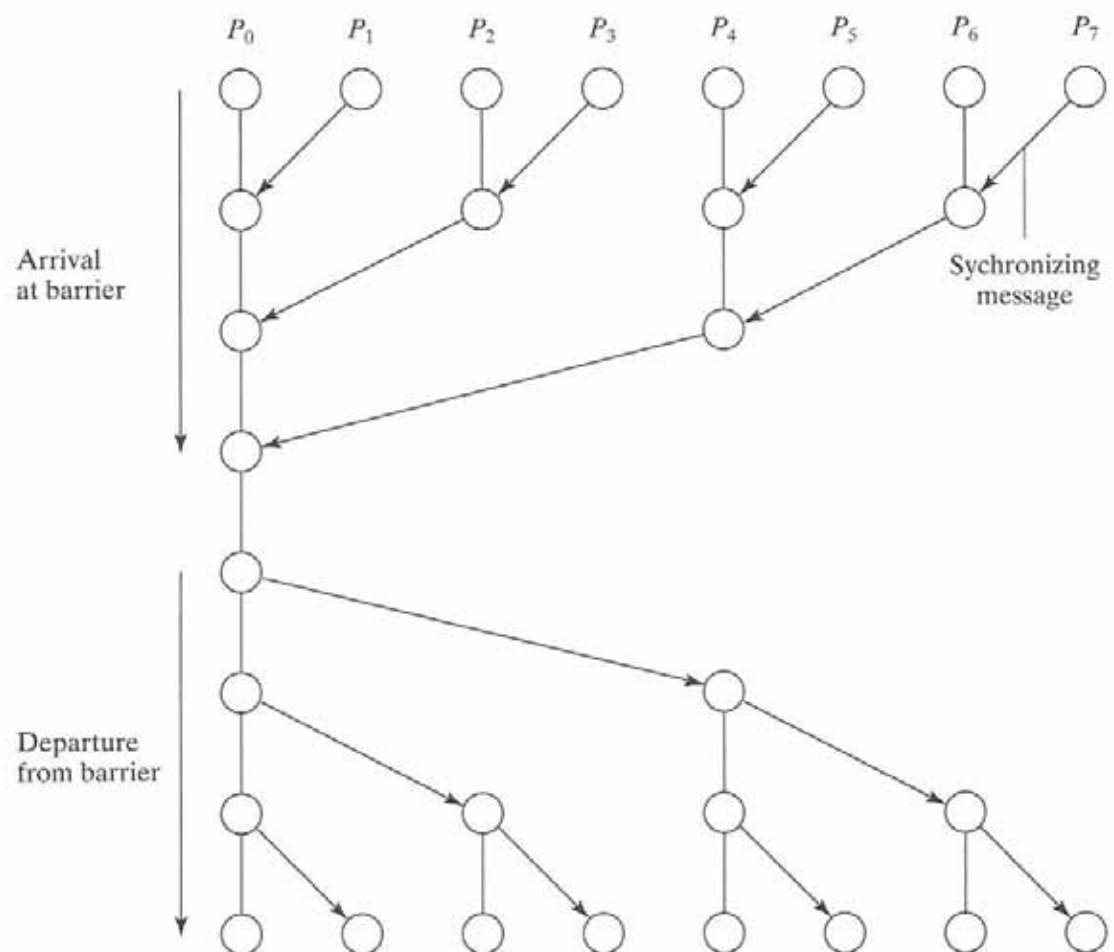 P0 P1 P2 P3 P4 P5 P6 P7
Arrival
at barrier
Sychronizing
message
Departure
from barrier